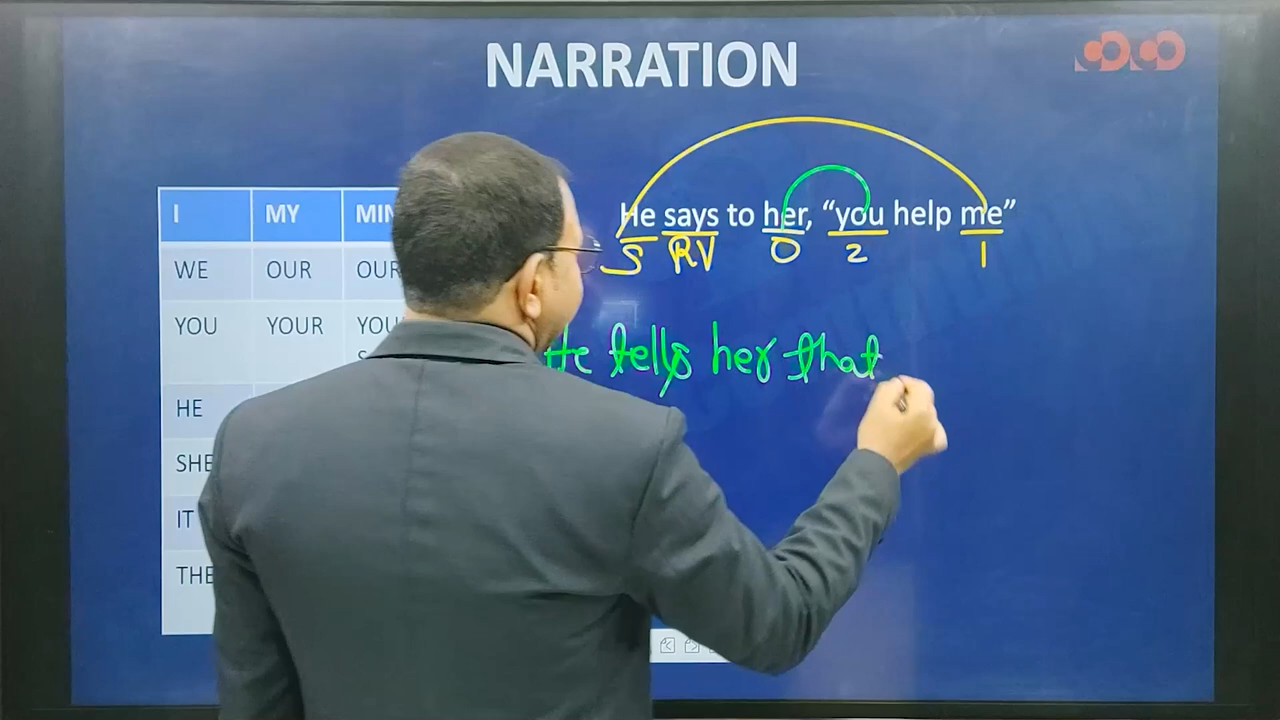 NARRATION
He says to her, “you help me”
S RV O 2 1
He tells her that
I MY MIN
WE OUR OUR
YOU YOUR YOU
S
HE
SHE
IT
THE